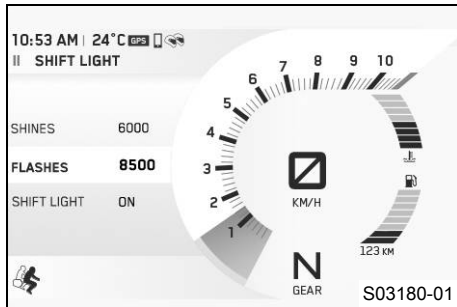 10:53 AM | 24°C GPS
II SHIFT LIGHT
SHINES 6000
FLASHES 8500
SHIFT LIGHT ON
1
2
3
4
5
6
7
8
9
10
0
KM/H
N
GEAR
123 KM
S03180-01